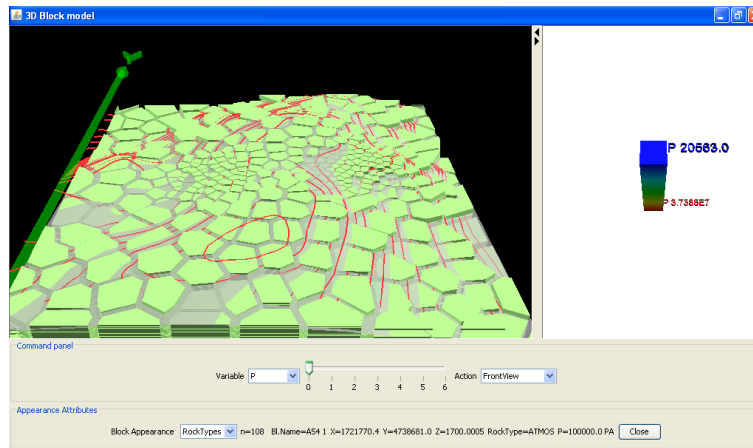 3D Block model
Y
P 20563.0
P 3.7386E7
Command panel
Variable P 0 1 2 3 4 5 6 Action FrontView
Appearance Attributes
Block Appearance RockTypes n=108 Bl.Name=A54 1 X=1721770.4 Y=4738681.0 Z=1700.0005 RockType=ATMOS P=100000.0 PA Close